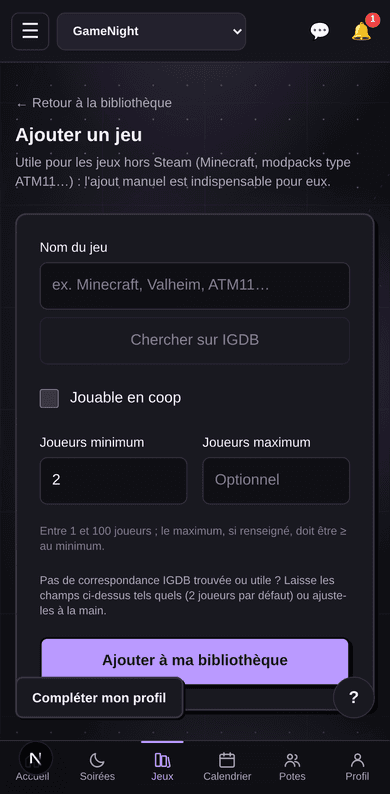 GameNight
1
← Retour à la bibliothèque
Ajouter un jeu
Utile pour les jeux hors Steam (Minecraft, modpacks type
ATM11…) : l'ajout manuel est indispensable pour eux.
Nom du jeu
ex. Minecraft, Valheim, ATM11…
Chercher sur IGDB
Jouable en coop
Joueurs minimum
Joueurs maximum
2
Optionnel
Entre 1 et 100 joueurs ; le maximum, si renseigné, doit être ≥
au minimum.
Pas de correspondance IGDB trouvée ou utile ? Laisse les
champs ci-dessus tels quels (2 joueurs par défaut) ou ajuste-
les à la main.
Ajouter à ma bibliothèque
Compléter mon profil
?
N
Accueil
Soirées
Jeux
Calendrier
Potes
Profil